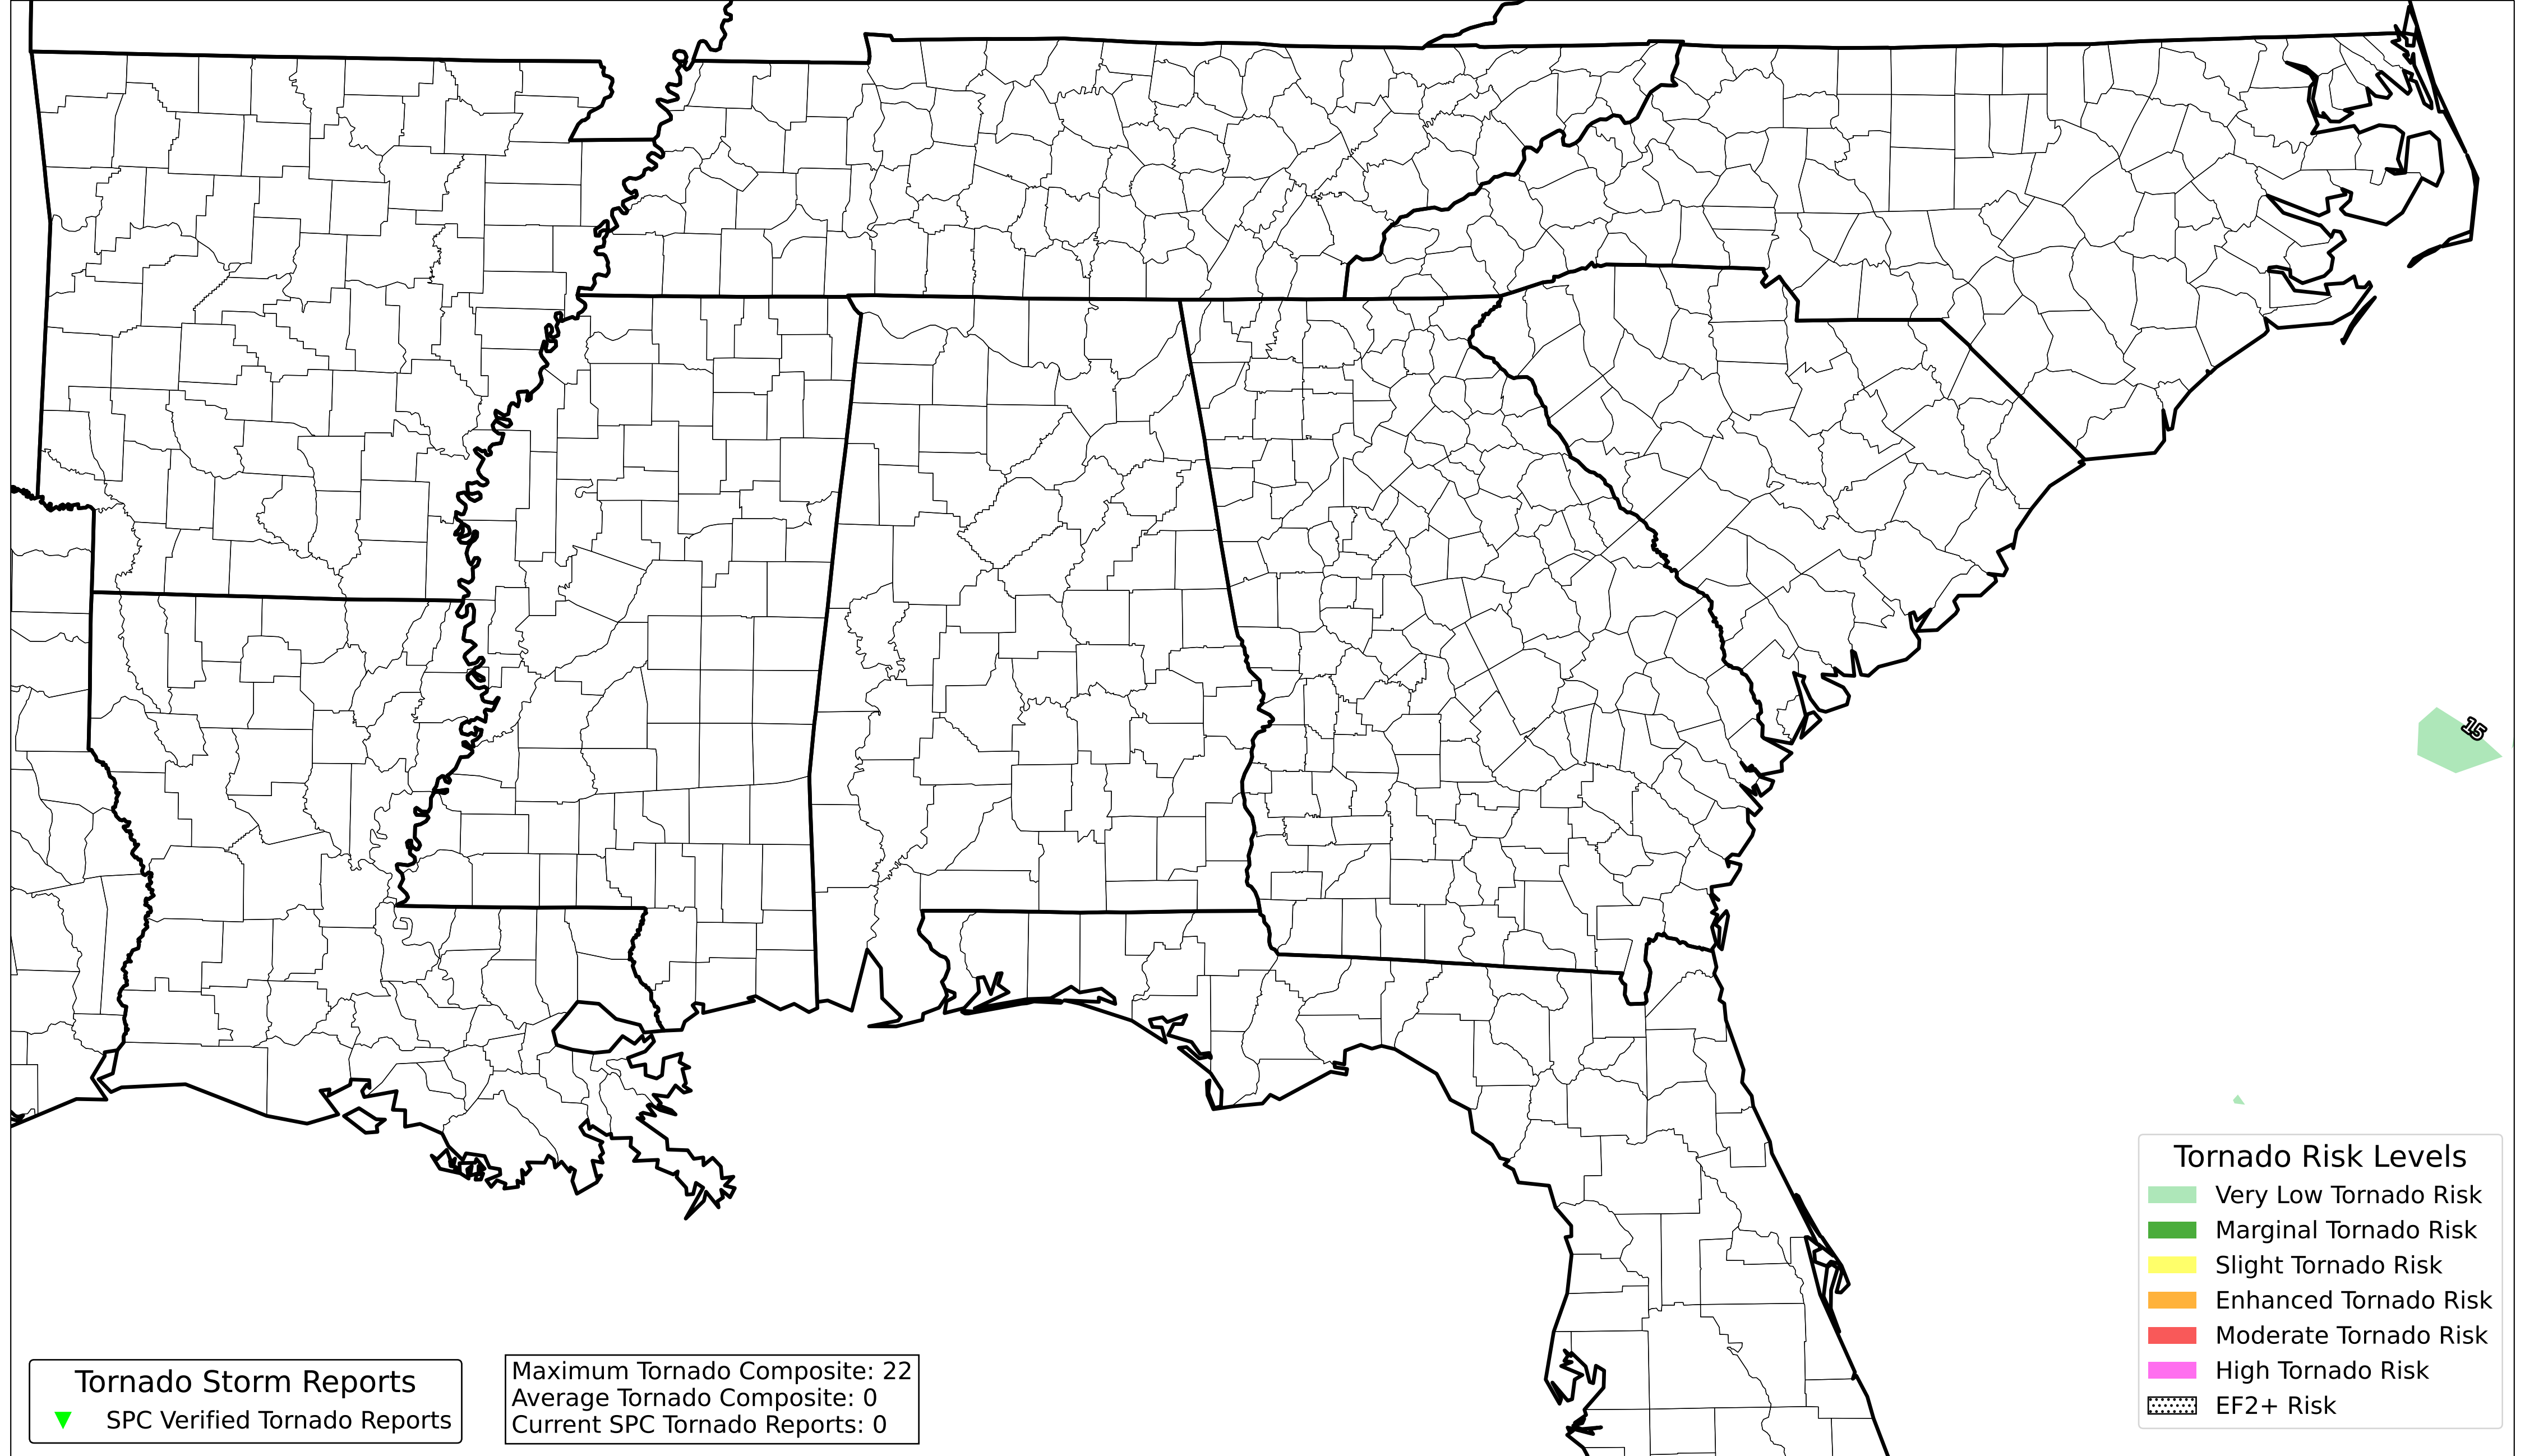 15
Tornado Risk Levels
Very Low Tornado Risk
Marginal Tornado Risk
Slight Tornado Risk
Enhanced Tornado Risk
Moderate Tornado Risk
High Tornado Risk
EF2+ Risk
Tornado Storm Reports
SPC Verified Tornado Reports
Maximum Tornado Composite: 22
Average Tornado Composite: 0
Current SPC Tornado Reports: 0